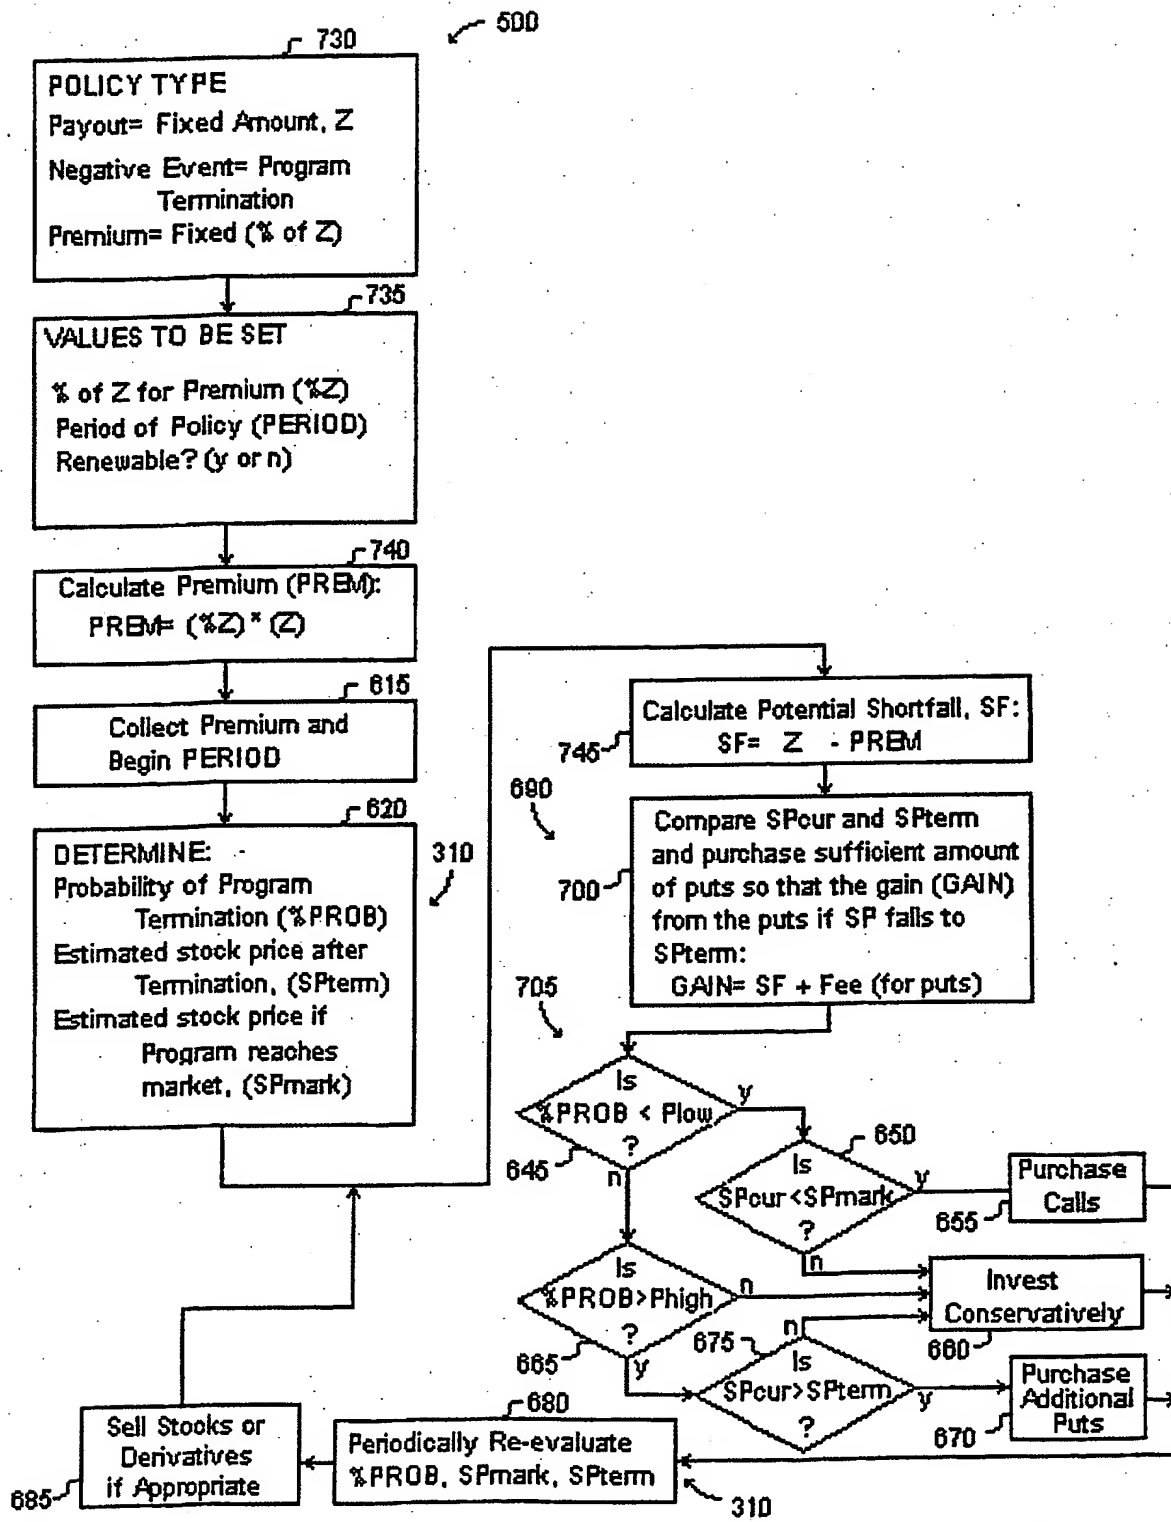 500
730
POLICY TYPE
Payout= Fixed Amount, Z
Negative Event= Program
Termination
Premium= Fixed (% of Z)
735
VALUES TO BE SET
% of Z for Premium (%Z)
Period of Policy (PERIOD)
Renewable? (y or n)
740
Calculate Premium (PREM):
PREM= (%Z) * (Z)
615
Collect Premium and
Begin PERIOD
620
310
DETERMINE:
Probability of Program
Termination (%PROB)
Estimated stock price after
Termination, (SPterm)
Estimated stock price if
Program reaches
market, (SPmark)
745
Calculate Potential Shortfall, SF:
SF= Z - PREM
690
700
Compare SPcur and SPterm
and purchase sufficient amount
of puts so that the gain (GAIN)
from the puts if SP falls to
SPterm:
GAIN= SF + Fee (for puts)
705
Is
%PROB < Plow
?
645
y
n
650
Is
SPcur<SPmark
?
y
n
655
Purchase
Calls
Is
%PROB>Phigh
?
665
n
y
Invest
Conservatively
660
675
n
Is
SPcur>SPterm
?
y
Purchase
Additional
Puts
670
680
Periodically Re-evaluate
%PROB, SPmark, SPterm
310
Sell Stocks or
Derivatives
if Appropriate
685